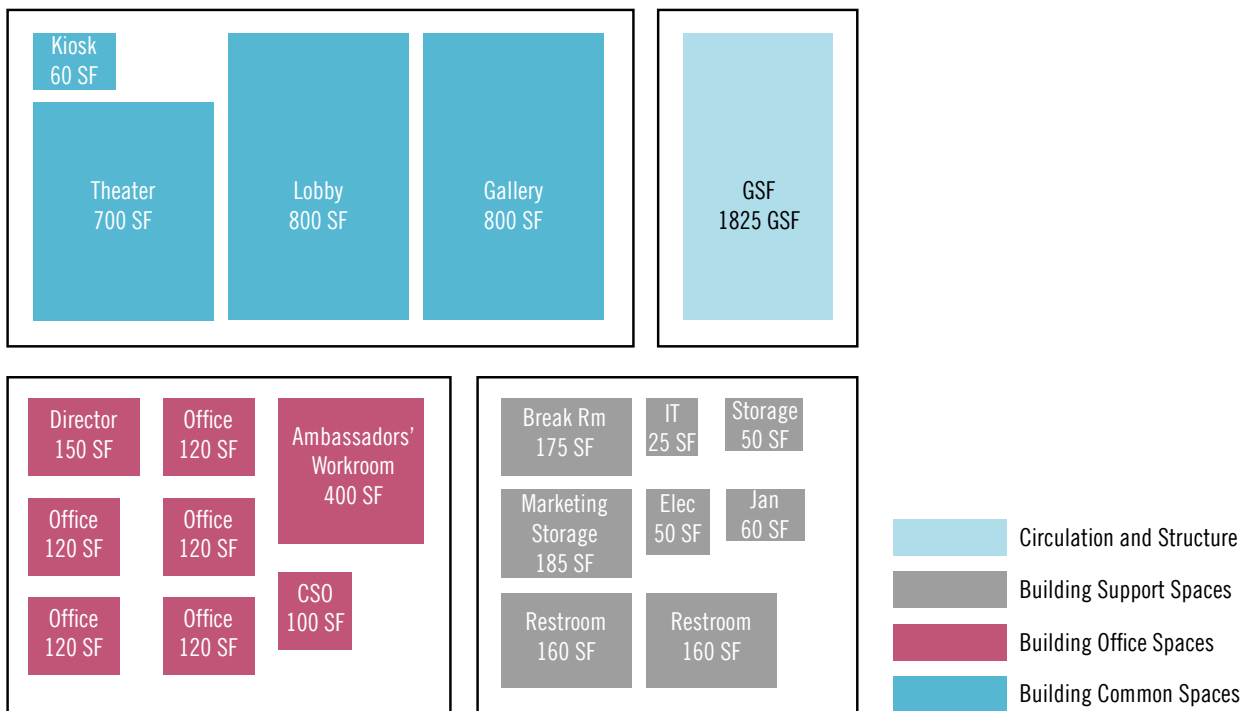 Kiosk
60 SF
Theater
700 SF
Lobby
800 SF
Gallery
800 SF
GSF
1825 GSF
Director
150 SF
Office
120 SF
Ambassadors’
Workroom
400 SF
Office
120 SF
Office
120 SF
Office
120 SF
Office
120 SF
CSO
100 SF
Break Rm
175 SF
IT
25 SF
Storage
50 SF
Marketing
Storage
185 SF
Elec
50 SF
Jan
60 SF
Restroom
160 SF
Restroom
160 SF
Circulation and Structure
Building Support Spaces
Building Office Spaces
Building Common Spaces